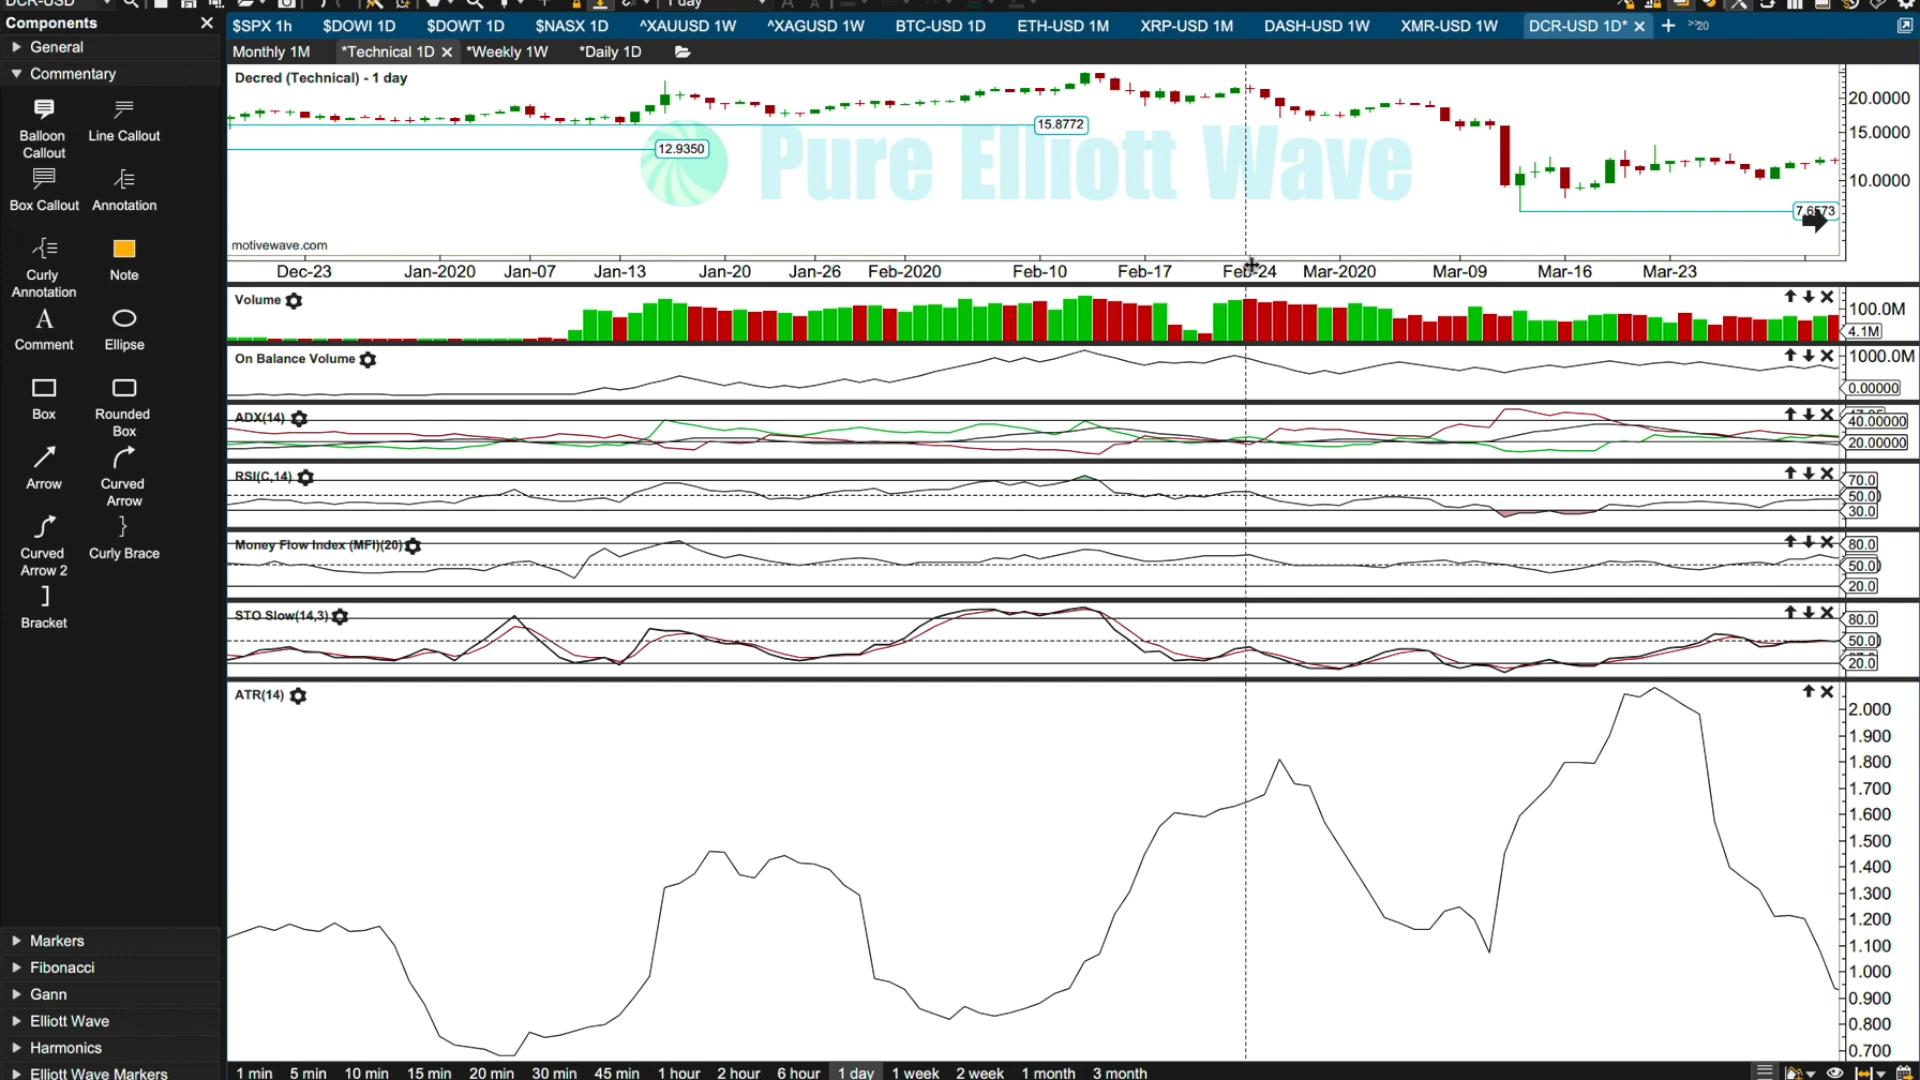 DCR-USD
1 day
Components
General
Commentary
Balloon Callout
Line Callout
Box Callout
Annotation
Curly Annotation
Note
Comment
Ellipse
Box
Rounded Box
Arrow
Curved Arrow
Curved Arrow 2
Curly Brace
Bracket
Markers
Fibonacci
Gann
Elliott Wave
Harmonics
Elliott Wave Markers
$SPX 1h $DOWI 1D $DOWT 1D $NASX 1D ^XAUUSD 1W ^XAGUSD 1W BTC-USD 1D ETH-USD 1M XRP-USD 1M DASH-USD 1W XMR-USD 1W DCR-USD 1D* 20
Monthly 1M *Technical 1D *Weekly 1W *Daily 1D
Decred (Technical) - 1 day
20.0000
15.8772
15.0000
12.9350
Pure Elliott Wave
10.0000
7.6573
motivewave.com
Dec-23 Jan-2020 Jan-07 Jan-13 Jan-20 Jan-26 Feb-2020 Feb-10 Feb-17 Feb-24 Mar-2020 Mar-09 Mar-16 Mar-23
Volume
100.0M
4.1M
On Balance Volume
1000.0M
0.00000
ADX(14)
40.00000
20.00000
RSI(C,14)
70.0
50.0
30.0
Money Flow Index (MFI)(20)
80.0
50.0
20.0
STO Slow(14,3)
80.0
50.0
20.0
ATR(14)
2.000
1.900
1.800
1.700
1.600
1.500
1.400
1.300
1.200
1.100
1.000
0.900
0.800
0.700
1 min 5 min 10 min 15 min 20 min 30 min 45 min 1 hour 2 hour 6 hour 1 day 1 week 2 week 1 month 3 month